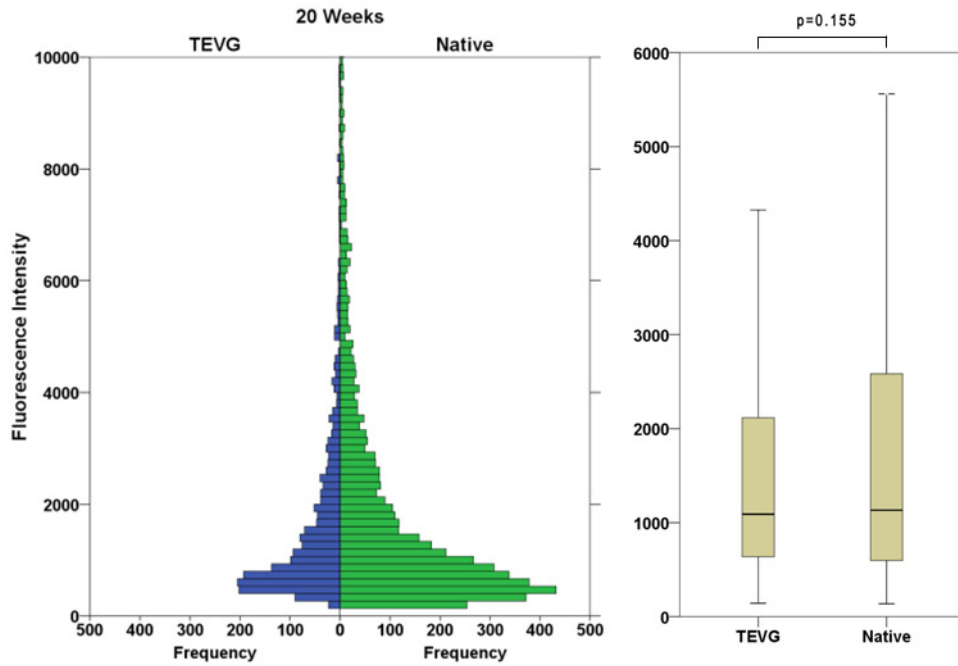 20 Weeks
TEVG Native
10000
8000
6000
4000
2000
0
Fluorescence Intensity
500 400 300 200 100 0 100 200 300 400 500
Frequency Frequency
p=0.155
6000
5000
4000
3000
2000
1000
0
TEVG Native